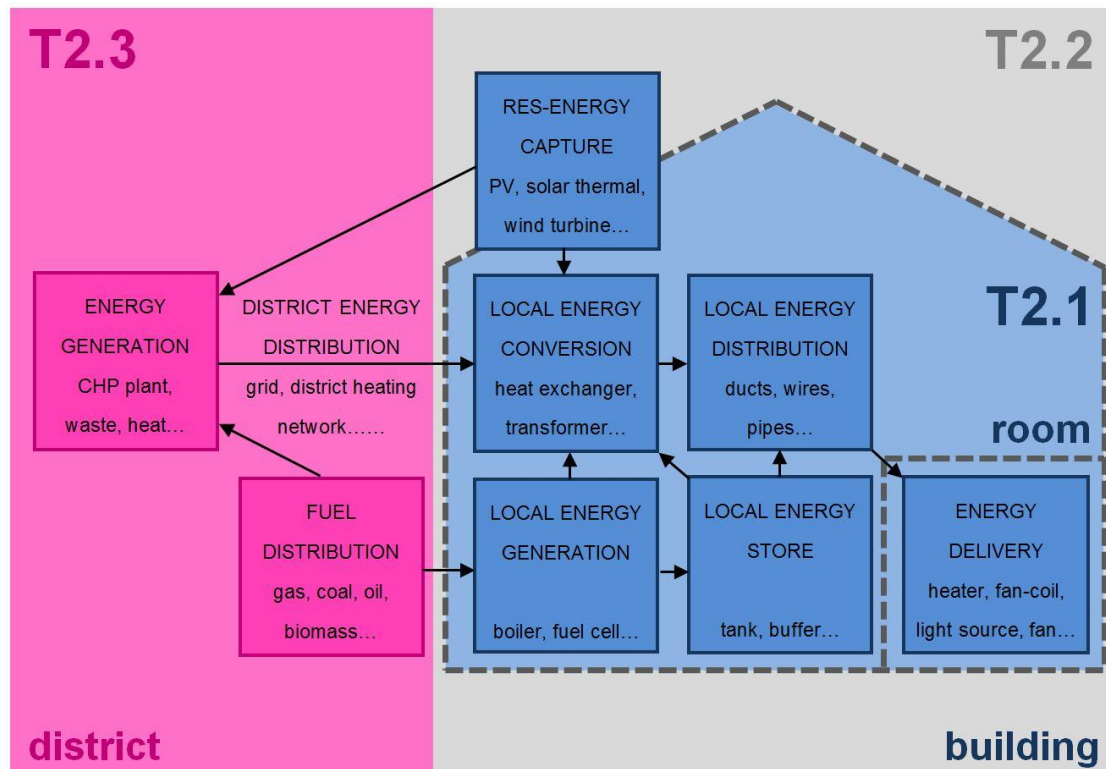 T2.3
T2.2
RES-ENERGY
CAPTURE
PV, solar thermal,
wind turbine…
ENERGY
GENERATION
CHP plant,
waste, heat…
DISTRICT ENERGY
DISTRIBUTION
grid, district heating
network……
LOCAL ENERGY
CONVERSION
heat exchanger,
transformer…
LOCAL ENERGY
DISTRIBUTION
ducts, wires,
pipes…
T2.1
room
FUEL
DISTRIBUTION
gas, coal, oil,
biomass…
LOCAL ENERGY
GENERATION
boiler, fuel cell…
LOCAL ENERGY
STORE
tank, buffer…
ENERGY
DELIVERY
heater, fan-coil,
light source, fan…
district
building